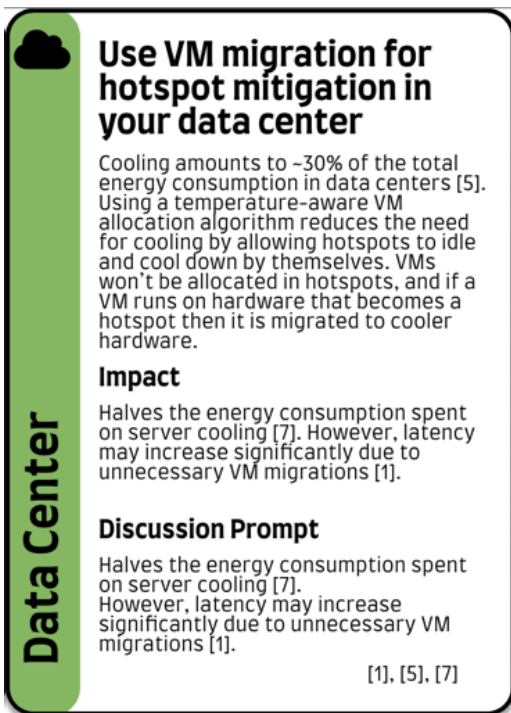 Use VM migration for
hotspot mitigation in
your data center
Cooling amounts to ~30% of the total
energy consumption in data centers [5].
Using a temperature-aware VM
allocation algorithm reduces the need
for cooling by allowing hotspots to idle
and cool down by themselves. VMs
won't be allocated in hotspots, and if a
VM runs on hardware that becomes a
hotspot then it is migrated to cooler
hardware.
Impact
Halves the energy consumption spent
on server cooling [7]. However, latency
may increase significantly due to
unnecessary VM migrations [1].
Discussion Prompt
Halves the energy consumption spent
on server cooling [7].
However, latency may increase
significantly due to unnecessary VM
migrations [1].
[1], [5], [7]
Data Center